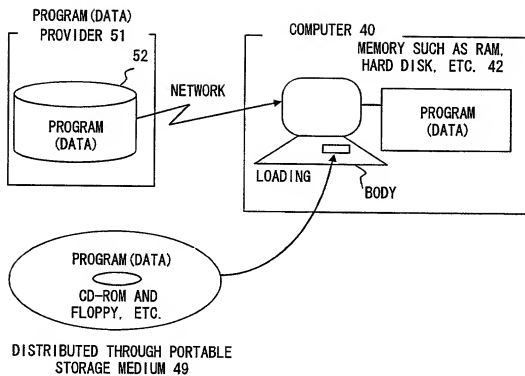 PROGRAM(DATA)
PROVIDER 51
52
PROGRAM
(DATA)
NETWORK
COMPUTER 40
MEMORY SUCH AS RAM,
HARD DISK, ETC. 42
PROGRAM
(DATA)
LOADING
BODY
PROGRAM(DATA)
CD-ROM AND
FLOPPY, ETC.
DISTRIBUTED THROUGH PORTABLE
STORAGE MEDIUM 49